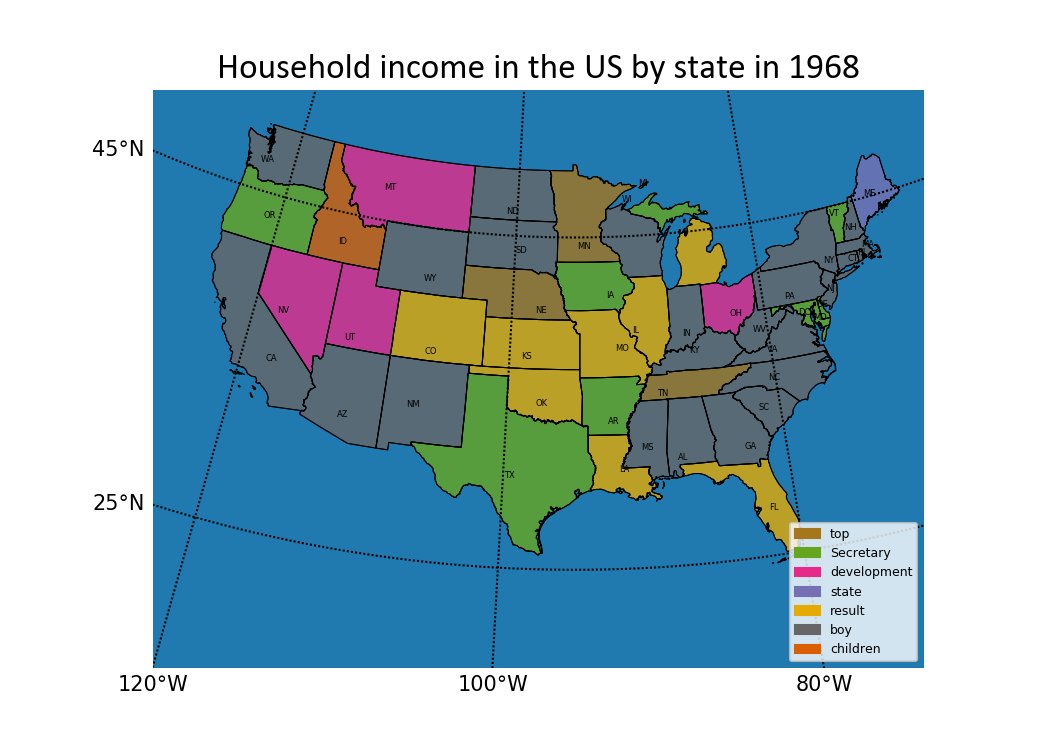 Household income in the US by state in 1968
45°N
25°N
120°W
100°W
80°W
WA
OR
CA
NV
ID
MT
WY
UT
AZ
CO
NM
ND
SD
NE
KS
OK
TX
MN
IA
MO
AR
LA
WI
MI
IL
IN
OH
KY
TN
MS
AL
GA
FL
SC
NC
VA
WV
PA
NY
VT
NH
ME
MA
CT
NJ
MD
DC
top
Secretary
development
state
result
boy
children